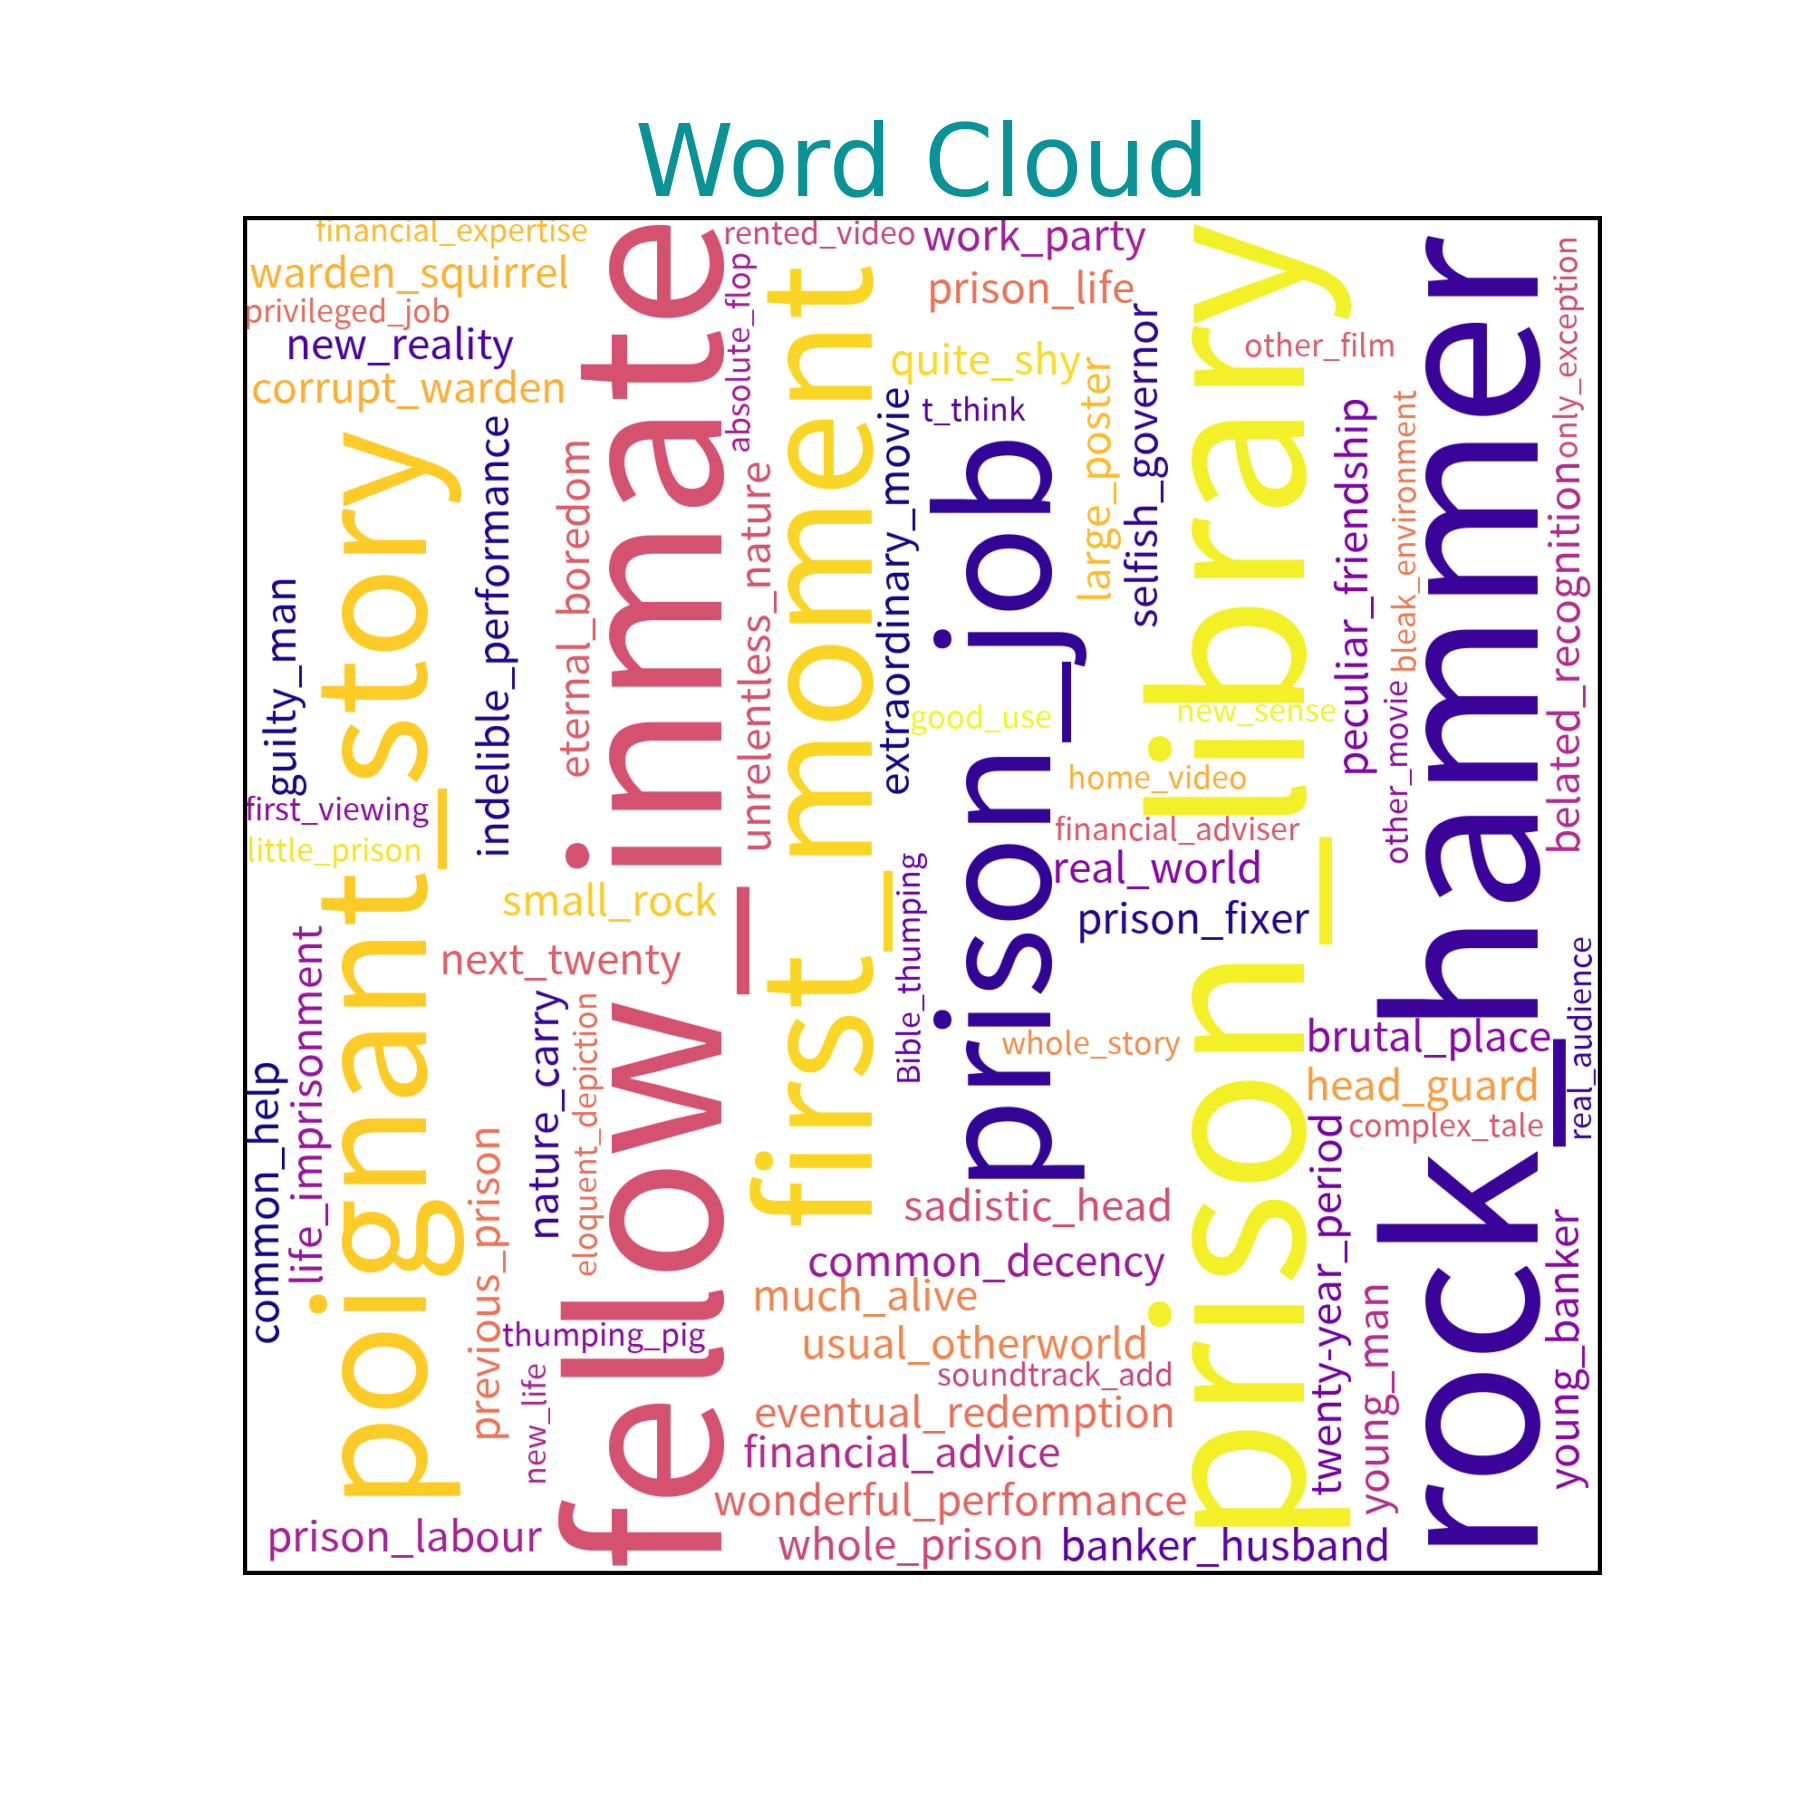 Word Cloud
financial_expertise
rented_video
work_party
warden_squirrel
prison_life
privileged_job
new_reality
quite_shy
other_film
corrupt_warden
t_think
absolute_flop
only_exception
fellow_inmate
first_moment
prison_library
rock_hammer
poignant_story
prison_job
indelible_performance
eternal_boredom
unrelentless_nature
extraordinary_movie
large_poster
selfish_governor
peculiar_friendship
bleak_environment
belated_recognition
guilty_man
good_use
new_sense
other_movie
home_video
first_viewing
financial_adviser
little_prison
real_world
small_rock
prison_fixer
next_twenty
Bible_thumping
real_audience
life_imprisonment
nature_carry
eloquent_depiction
whole_story
brutal_place
head_guard
complex_tale
common_help
previous_prison
twenty-year_period
sadistic_head
common_decency
much_alive
young_man
young_banker
thumping_pig
usual_otherworld
soundtrack_add
new_life
eventual_redemption
financial_advice
wonderful_performance
prison_labour
whole_prison
banker_husband